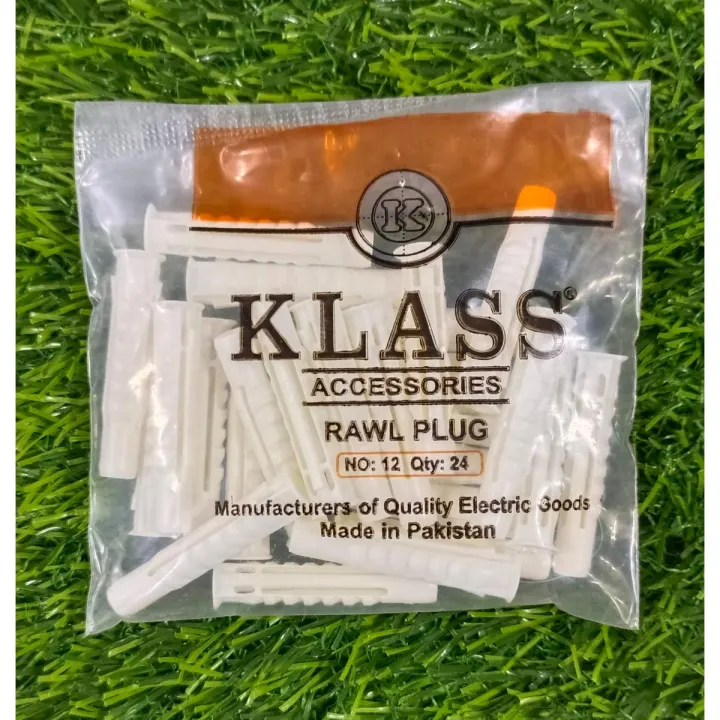 K
KLASS®
ACCESSORIES
RAWL PLUG
NO: 12 Qty: 24
Manufacturers of Quality Electric Goods
Made in Pakistan